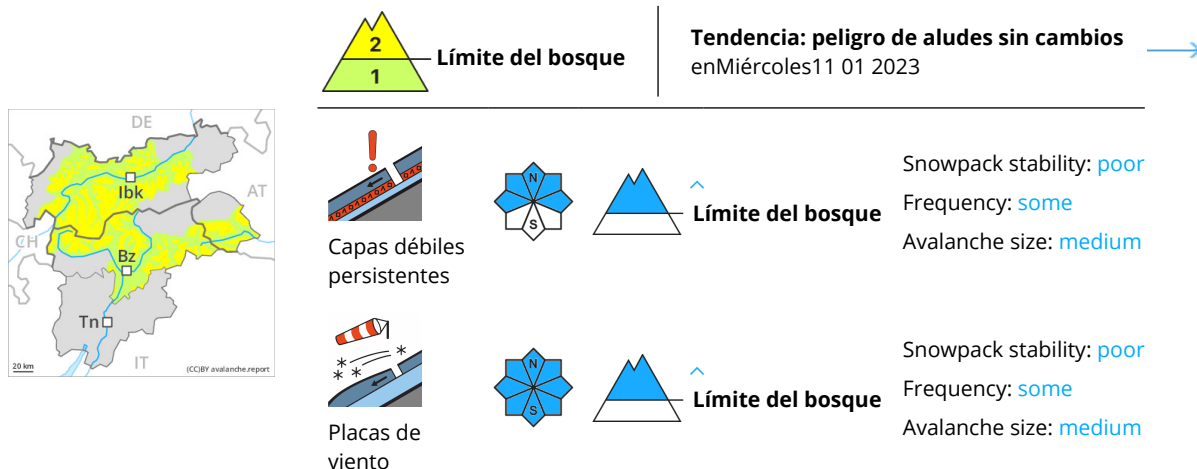 2
1
Límite del bosque
Tendencia: peligro de aludes sin cambios
enMiércoles11 01 2023
DE
Ibk
AT
CH
Bz
Tn
IT
20 km
(CC)BY avalanche.report
Capas débiles
persistentes
N
S
Límite del bosque
Snowpack stability: poor
Frequency: some
Avalanche size: medium
Placas de
viento
N
S
Límite del bosque
Snowpack stability: poor
Frequency: some
Avalanche size: medium